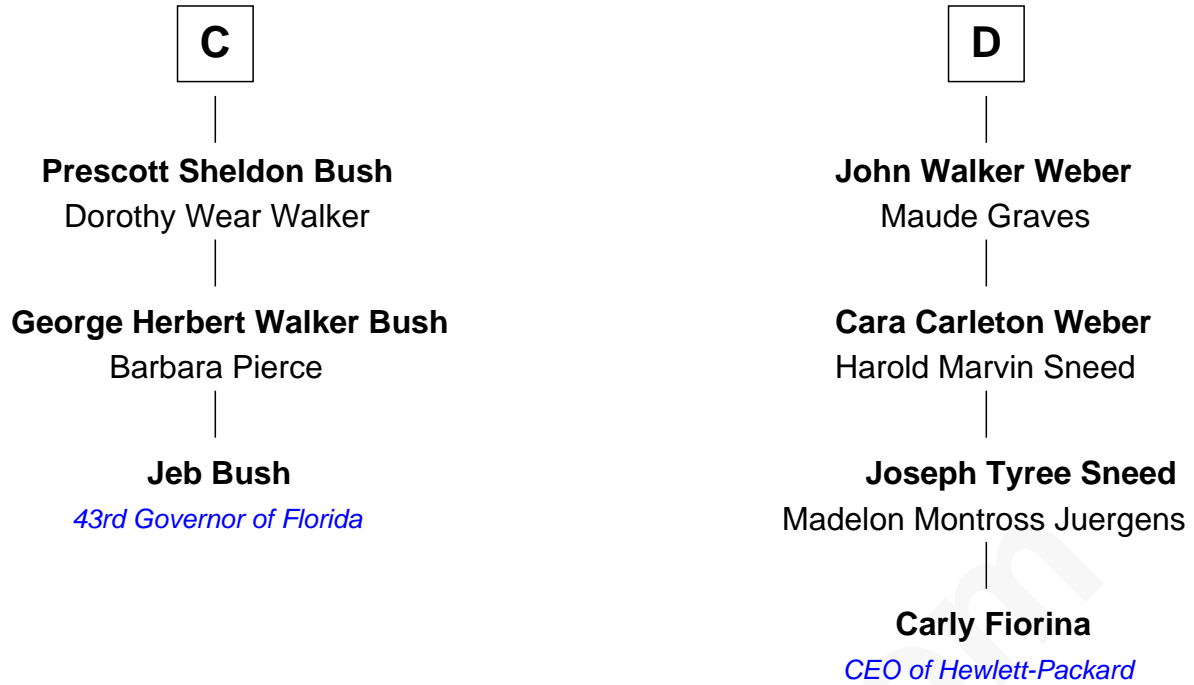 C
Prescott Sheldon Bush
Dorothy Wear Walker
George Herbert Walker Bush
Barbara Pierce
Jeb Bush
43rd Governor of Florida
D
John Walker Weber
Maude Graves
Cara Carleton Weber
Harold Marvin Sneed
Joseph Tyree Sneed
Madelon Montross Juergens
Carly Fiorina
CEO of Hewlett-Packard